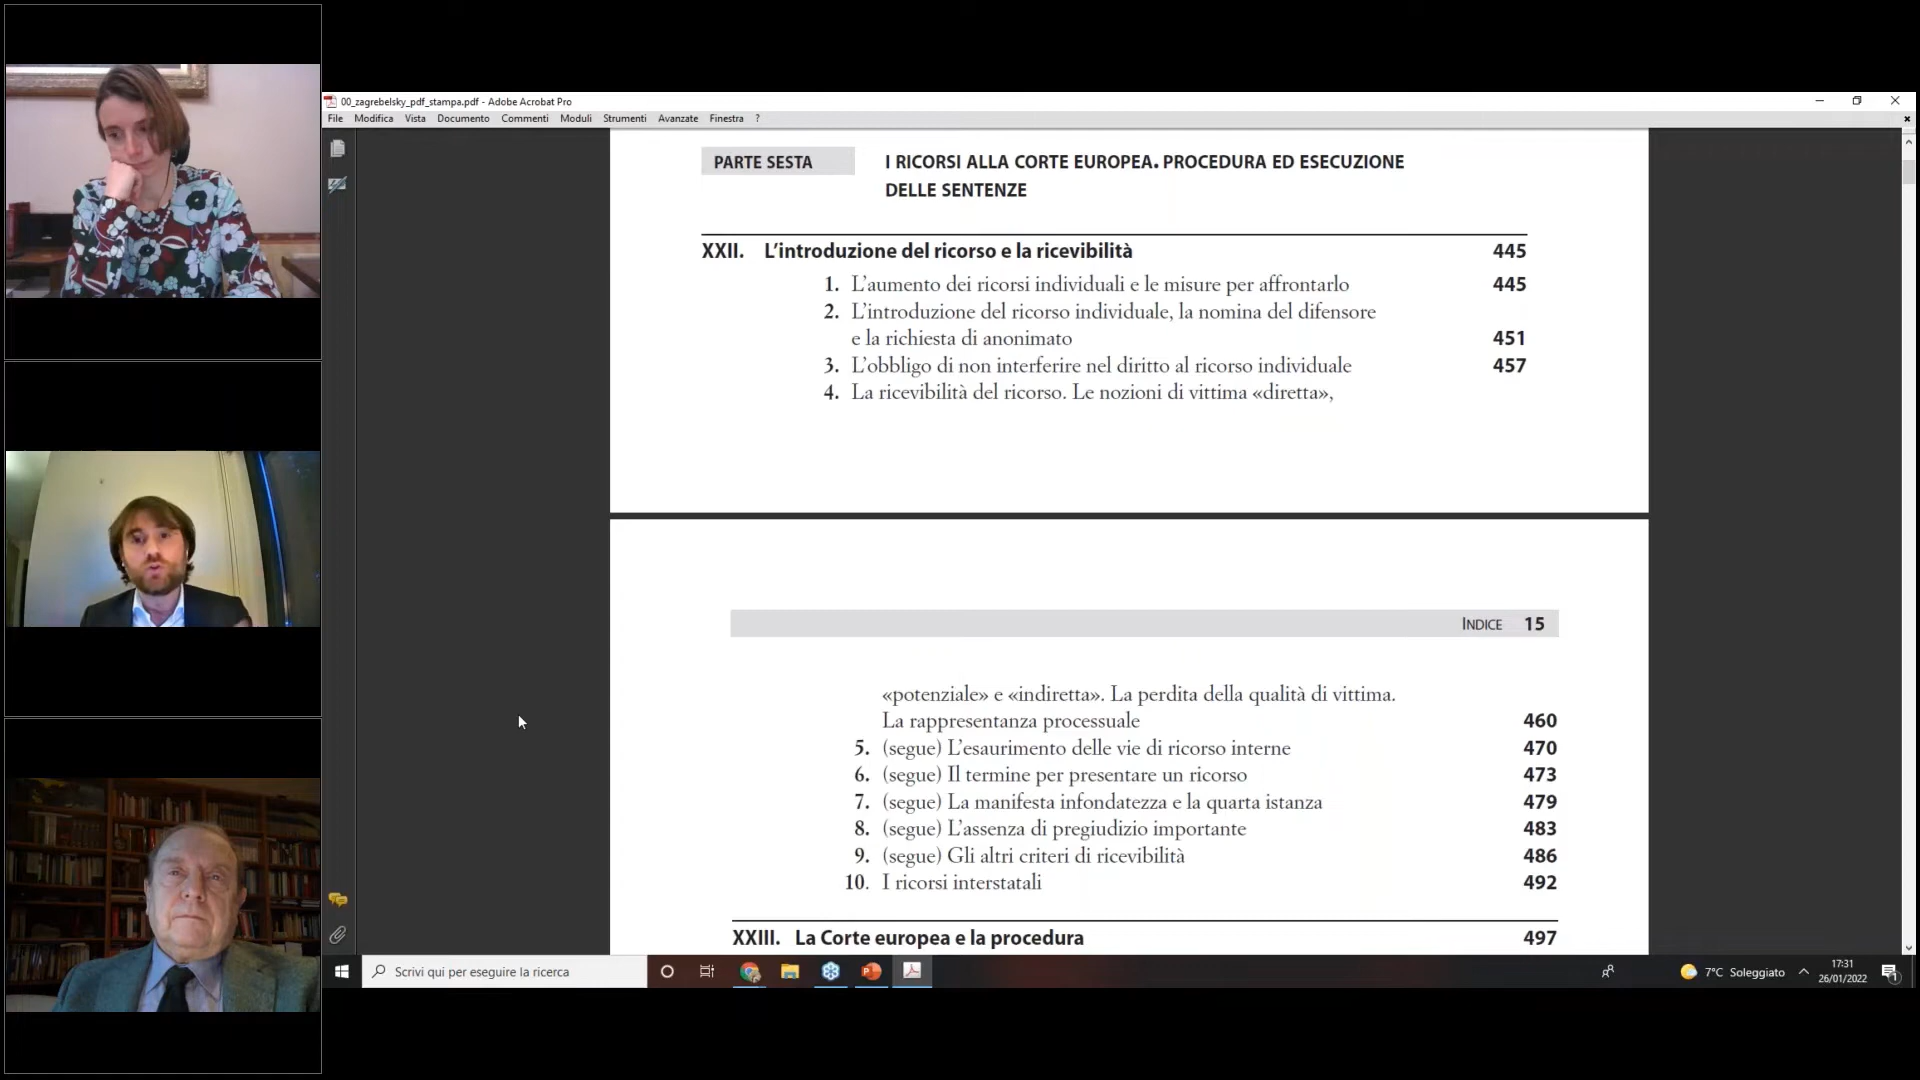 00_zagrebelsky_pdf_stampa.pdf - Adobe Acrobat Pro
File Modifica Vista Documento Commenti Moduli Strumenti Avanzate Finestra ?
PARTE SESTA I RICORSI ALLA CORTE EUROPEA. PROCEDURA ED ESECUZIONE
DELLE SENTENZE
XXII. L’introduzione del ricorso e la ricevibilità 445
1. L’aumento dei ricorsi individuali e le misure per affrontarlo 445
2. L’introduzione del ricorso individuale, la nomina del difensore
e la richiesta di anonimato 451
3. L’obbligo di non interferire nel diritto al ricorso individuale 457
4. La ricevibilità del ricorso. Le nozioni di vittima «diretta»,
INDICE 15
«potenziale» e «indiretta». La perdita della qualità di vittima.
La rappresentanza processuale 460
5. (segue) L’esaurimento delle vie di ricorso interne 470
6. (segue) Il termine per presentare un ricorso 473
7. (segue) La manifesta infondatezza e la quarta istanza 479
8. (segue) L’assenza di pregiudizio importante 483
9. (segue) Gli altri criteri di ricevibilità 486
10. I ricorsi interstatali 492
XXIII. La Corte europea e la procedura 497
Scrivi qui per eseguire la ricerca
7°C Soleggiato
17:31
26/01/2022
1